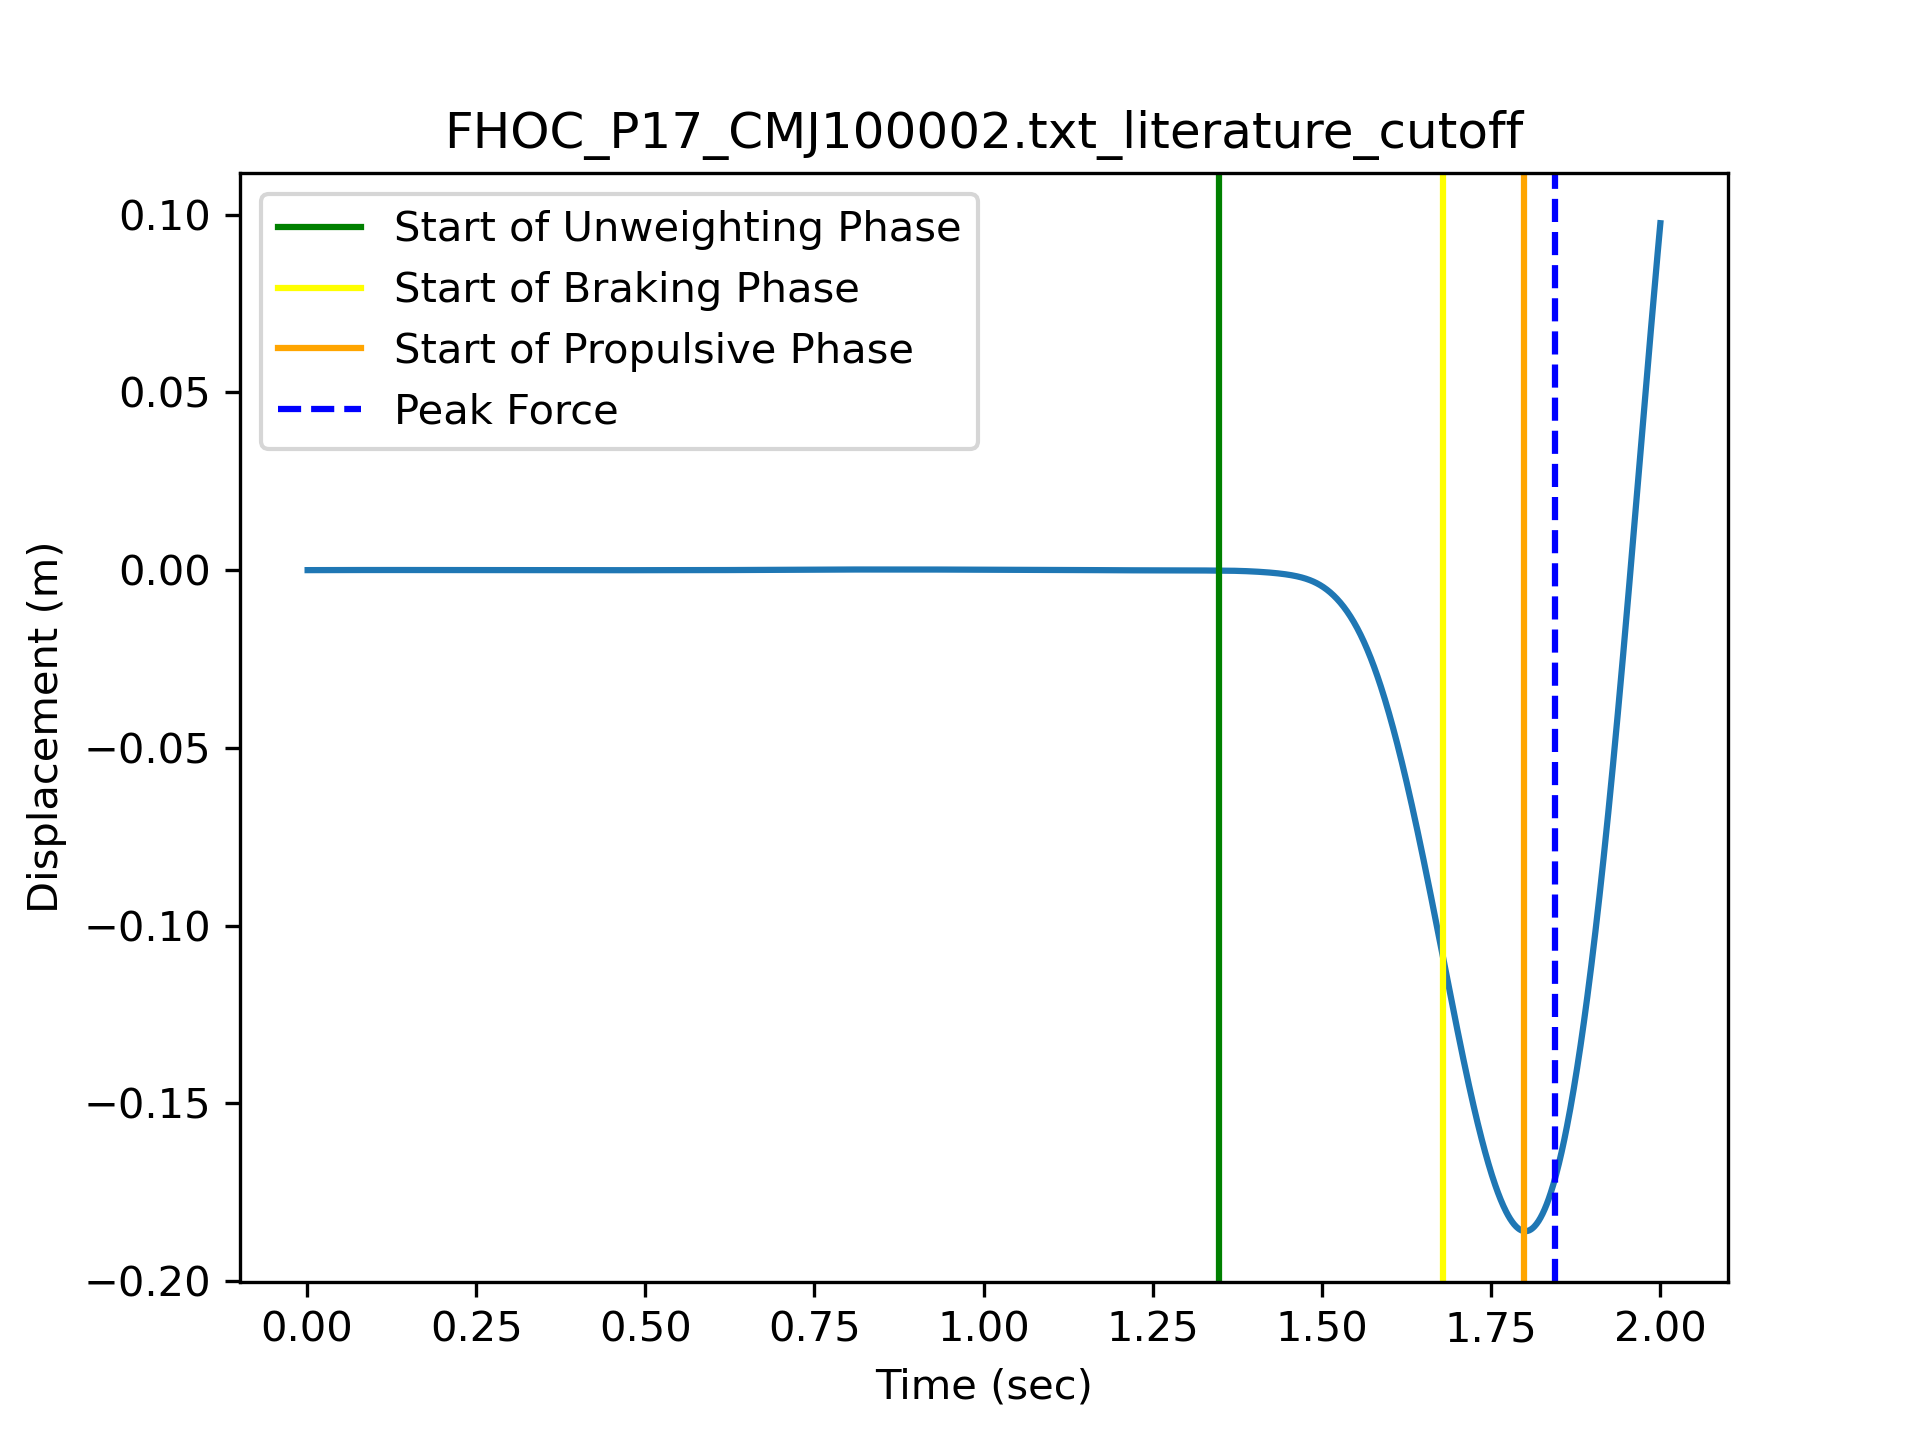 FHOC_P17_CMJ100002.txt_literature_cutoff
Start of Unweighting Phase
Start of Braking Phase
Start of Propulsive Phase
Peak Force
0.10
0.05
0.00
−0.05
−0.10
−0.15
−0.20
Displacement (m)
0.00 0.25 0.50 0.75 1.00 1.25 1.50 1.75 2.00
Time (sec)